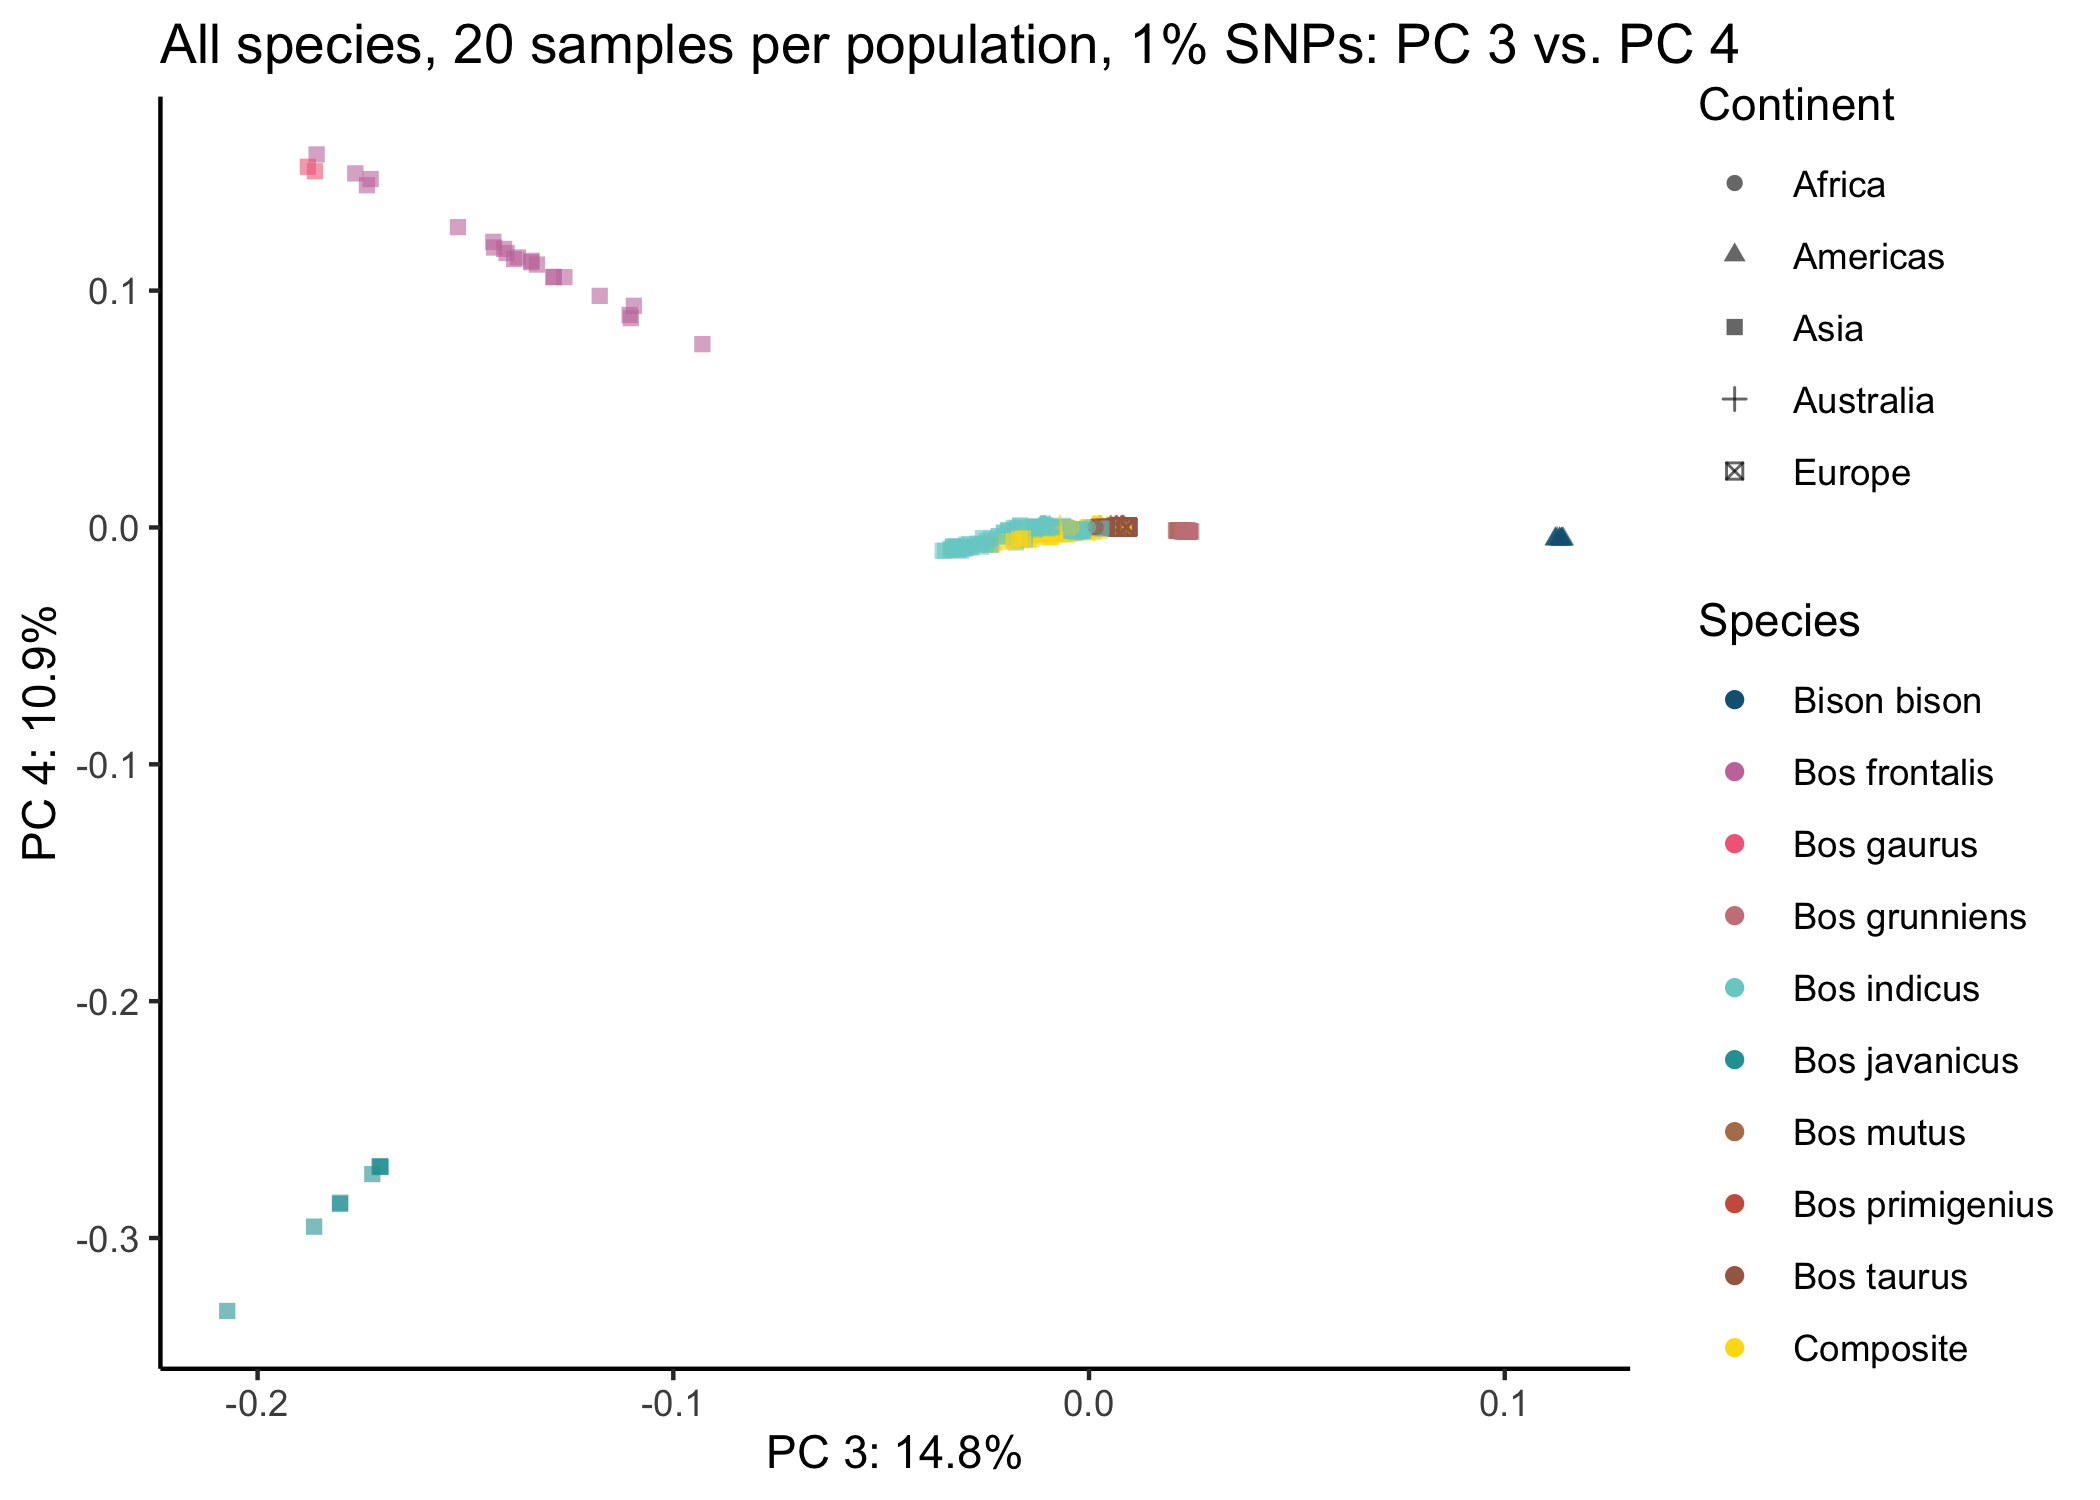 All species, 20 samples per population, 1% SNPs: PC 3 vs. PC 4
Continent
Africa
Americas
Asia
Australia
Europe
Species
Bison bison
Bos frontalis
Bos gaurus
Bos grunniens
Bos indicus
Bos javanicus
Bos mutus
Bos primigenius
Bos taurus
Composite
PC 4: 10.9%
0.1
0.0
-0.1
-0.2
-0.3
-0.2
-0.1
0.0
0.1
PC 3: 14.8%